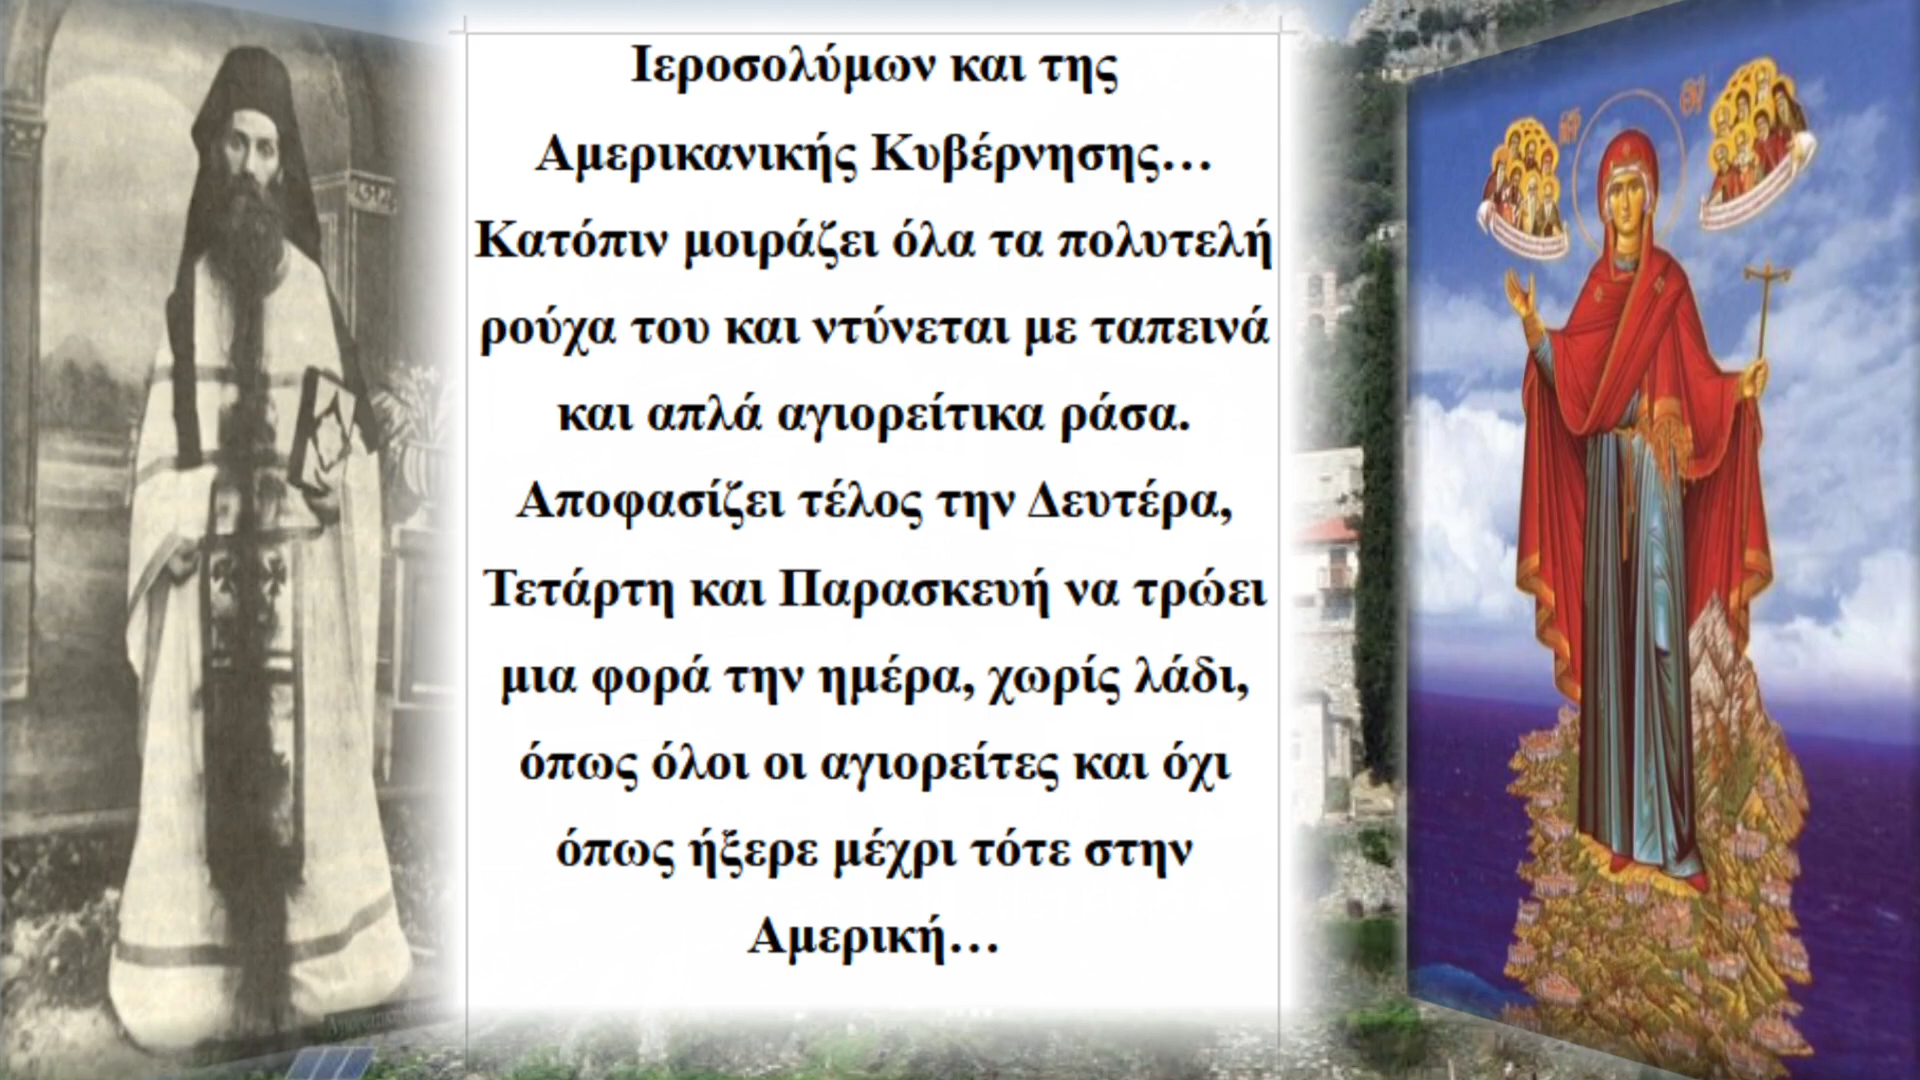 Ιεροσολύμων και της
Αμερικανικής Κυβέρνησης…
Κατόπιν μοιράζει όλα τα πολυτελή
ρούχα του και ντύνεται με ταπεινά
και απλά αγιορείτικα ράσα.
Αποφασίζει τέλος την Δευτέρα,
Τετάρτη και Παρασκευή να τρώει
μια φορά την ημέρα, χωρίς λάδι,
όπως όλοι οι αγιορείτες και όχι
όπως ήξερε μέχρι τότε στην
Αμερική…